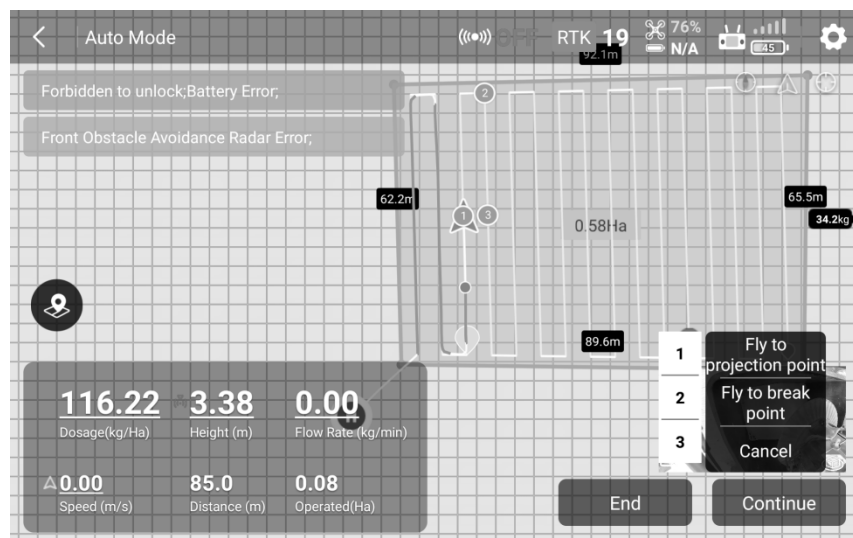 Auto Mode
OFF
RTK 19
76%
N/A
45
92.1m
Forbidden to unlock;Battery Error;
Front Obstacle Avoidance Radar Error;
2
62.2m
1
3
0.58Ha
65.5m
34.2kg
89.6m
1
Fly to
projection point
2
Fly to break
point
3
Cancel
116.22
3.38
0.00
Dosage(kg/Ha)
Height (m)
Flow Rate (kg/min)
0.00
85.0
0.08
Speed (m/s)
Distance (m)
Operated(Ha)
End
Continue